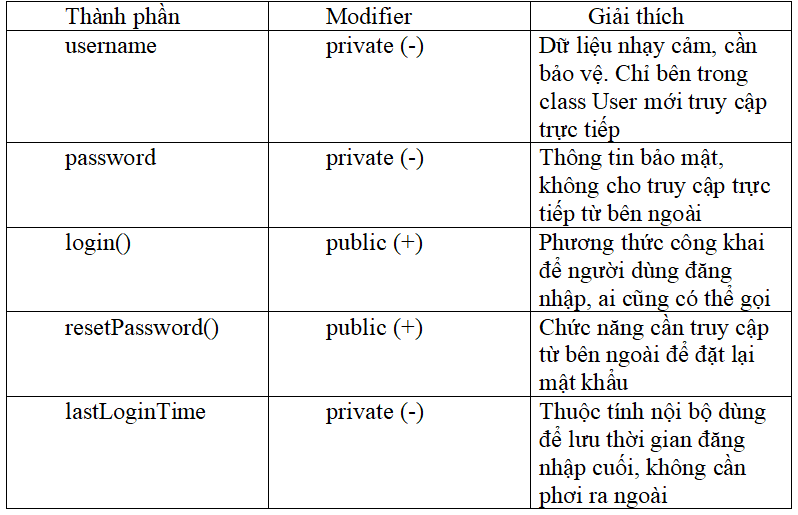 Thành phần Modifier Giải thích
username private (-) Dữ liệu nhạy cảm, cần
bảo vệ. Chỉ bên trong
class User mới truy cập
trực tiếp
password private (-) Thông tin bảo mật,
không cho truy cập trực
tiếp từ bên ngoài
login() public (+) Phương thức công khai
để người dùng đăng
nhập, ai cũng có thể gọi
resetPassword() public (+) Chức năng cần truy cập
từ bên ngoài để đặt lại
mật khẩu
lastLoginTime private (-) Thuộc tính nội bộ dùng
để lưu thời gian đăng
nhập cuối, không cần
phơi ra ngoài